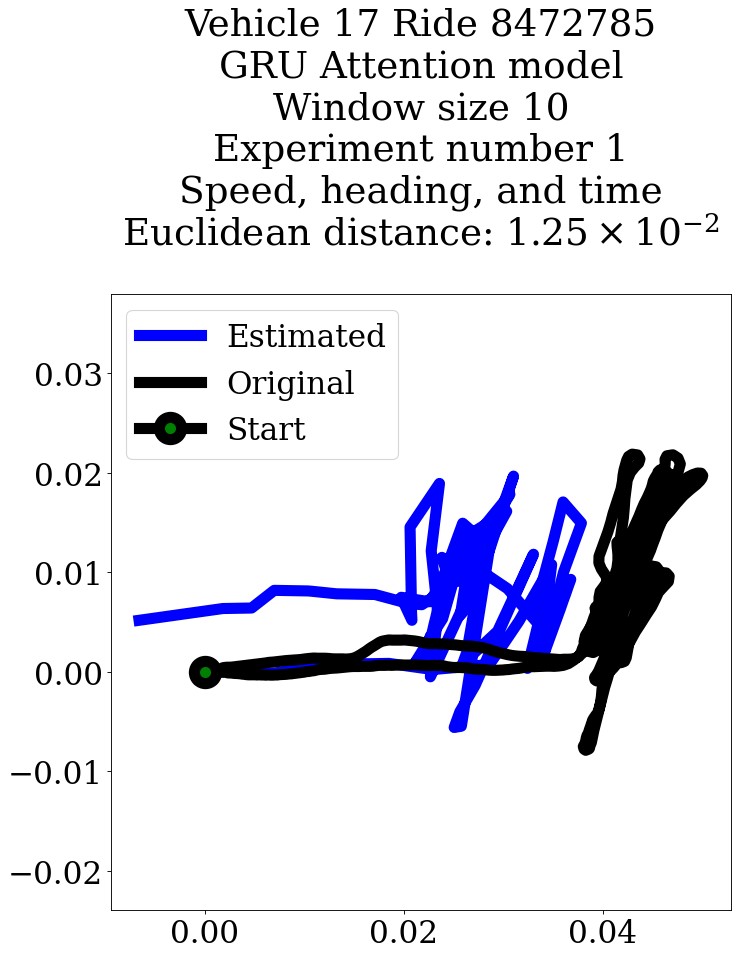 Vehicle 17 Ride 8472785
GRU Attention model
Window size 10
Experiment number 1
Speed, heading, and time
Euclidean distance: 1.25 × 10⁻²
Estimated
Original
Start
0.03
0.02
0.01
0.00
−0.01
−0.02
0.00 0.02 0.04